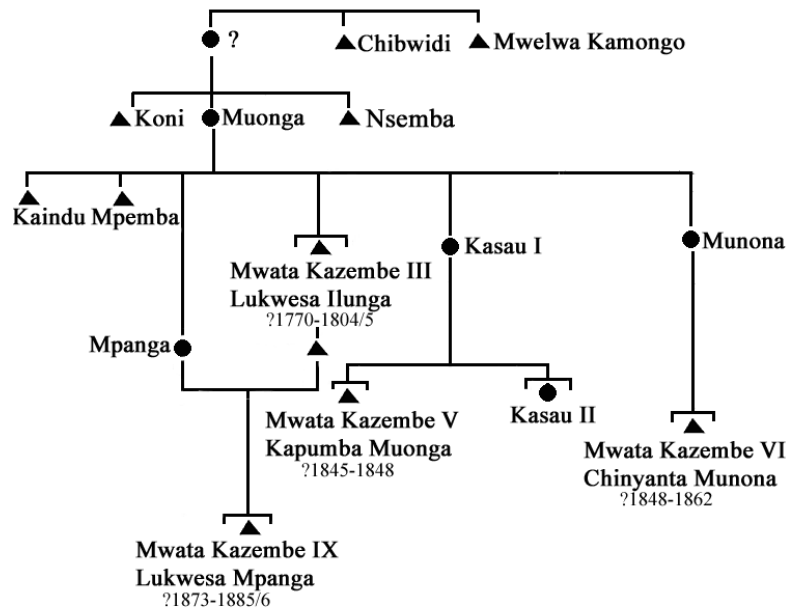 ?
Chibwidi
Mwelwa Kamongo
Koni
Muonga
Nsemba
Kaindu
Mpemba
Mwata Kazembe III
Lukwesa Ilunga
?1770-1804/5
Kasau I
Munona
Mpanga
Mwata Kazembe V
Kapumba Muonga
?1845-1848
Kasau II
Mwata Kazembe VI
Chinyanta Munona
?1848-1862
Mwata Kazembe IX
Lukwesa Mpanga
?1873-1885/6